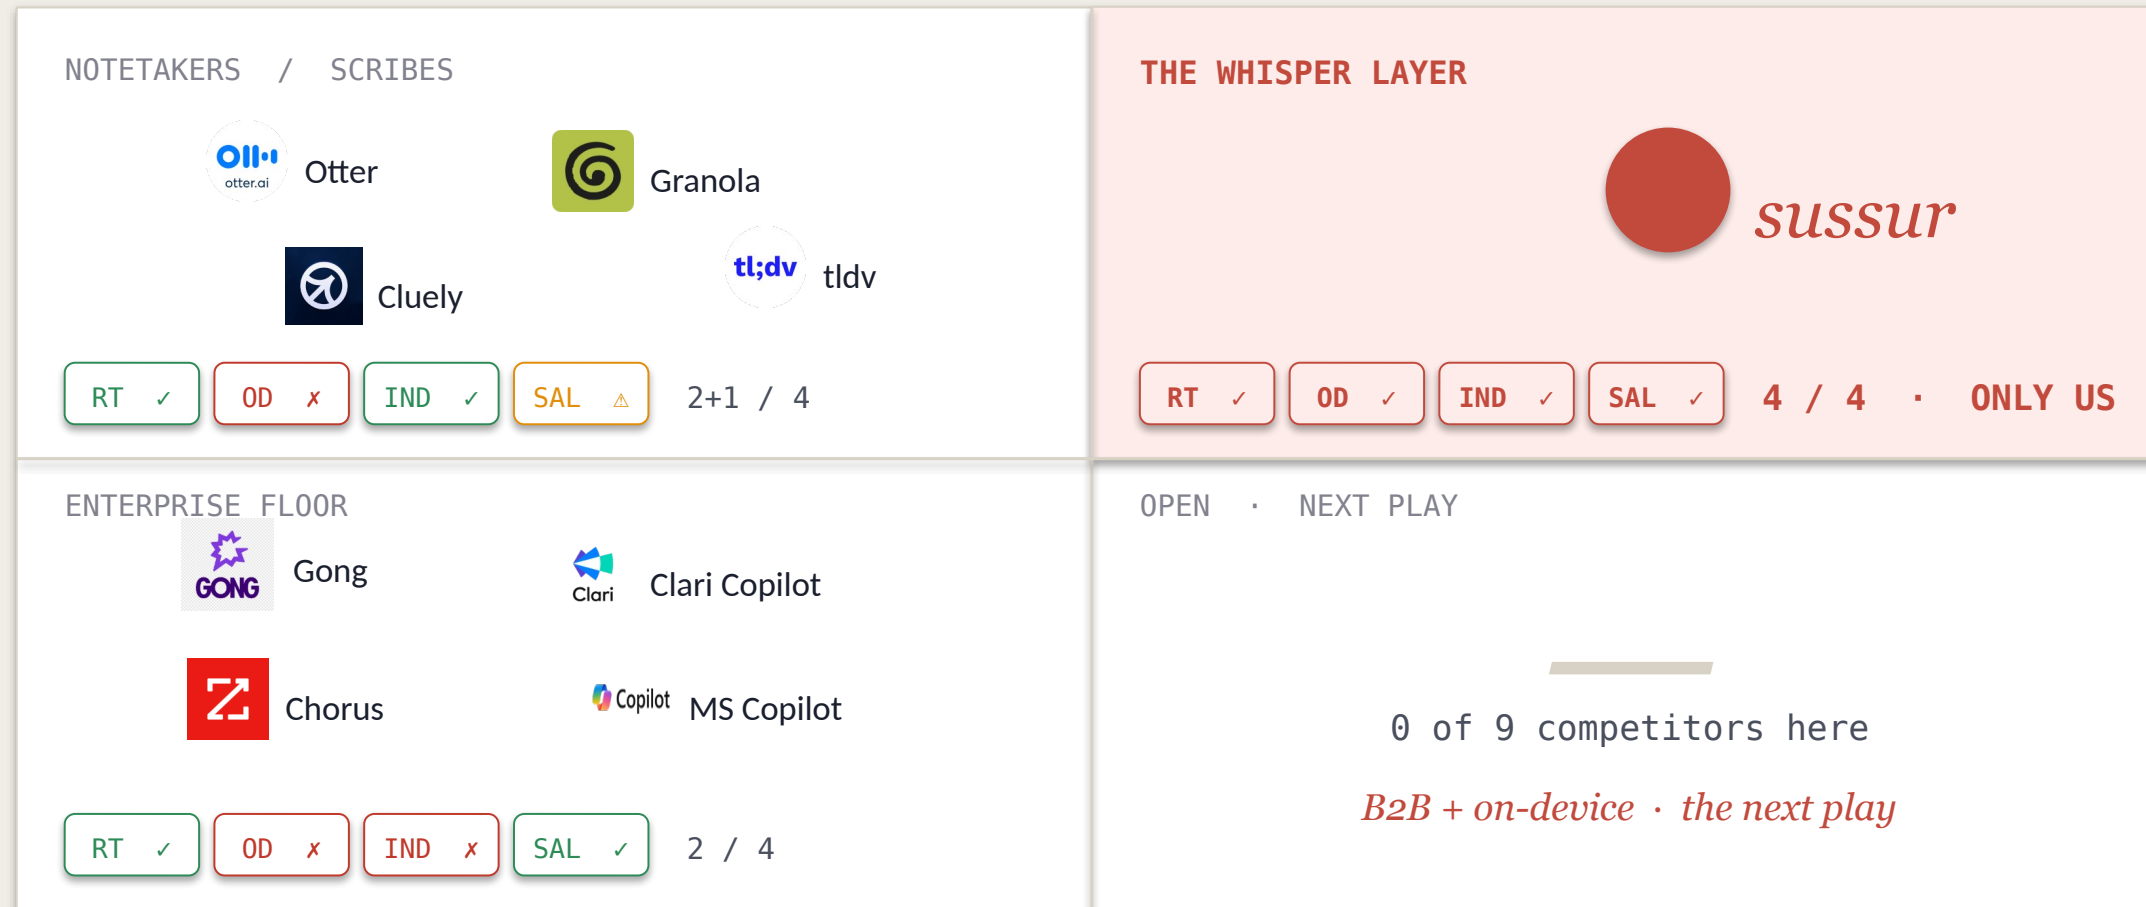 NOTETAKERS / SCRIBES
otter.ai
Otter
Granola
Cluely
tl;dv
tldv
RT ✓ OD ✗ IND ✓ SAL ⚠ 2+1 / 4
THE WHISPER LAYER
sussur
RT ✓ OD ✓ IND ✓ SAL ✓ 4 / 4 · ONLY US
ENTERPRISE FLOOR
GONG
Gong
Clari
Clari Copilot
Chorus
Copilot
MS Copilot
RT ✓ OD ✗ IND ✗ SAL ✓ 2 / 4
OPEN · NEXT PLAY
0 of 9 competitors here
B2B + on-device · the next play